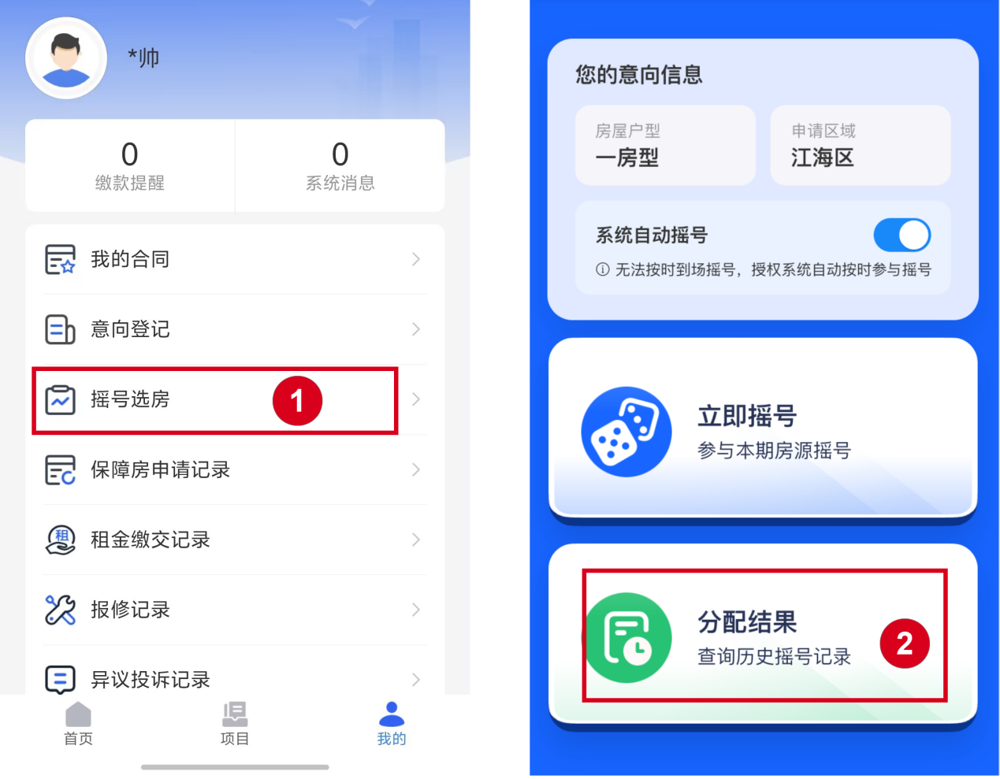 *帅
0
缴款提醒
0
系统消息
我的合同
意向登记
摇号选房
1
保障房申请记录
租
租金缴交记录
报修记录
异议投诉记录
首页
项目
我的
您的意向信息
房屋户型
一房型
申请区域
江海区
系统自动摇号
无法按时到场摇号，授权系统自动按时参与摇号
立即摇号
参与本期房源摇号
分配结果
查询历史摇号记录
2